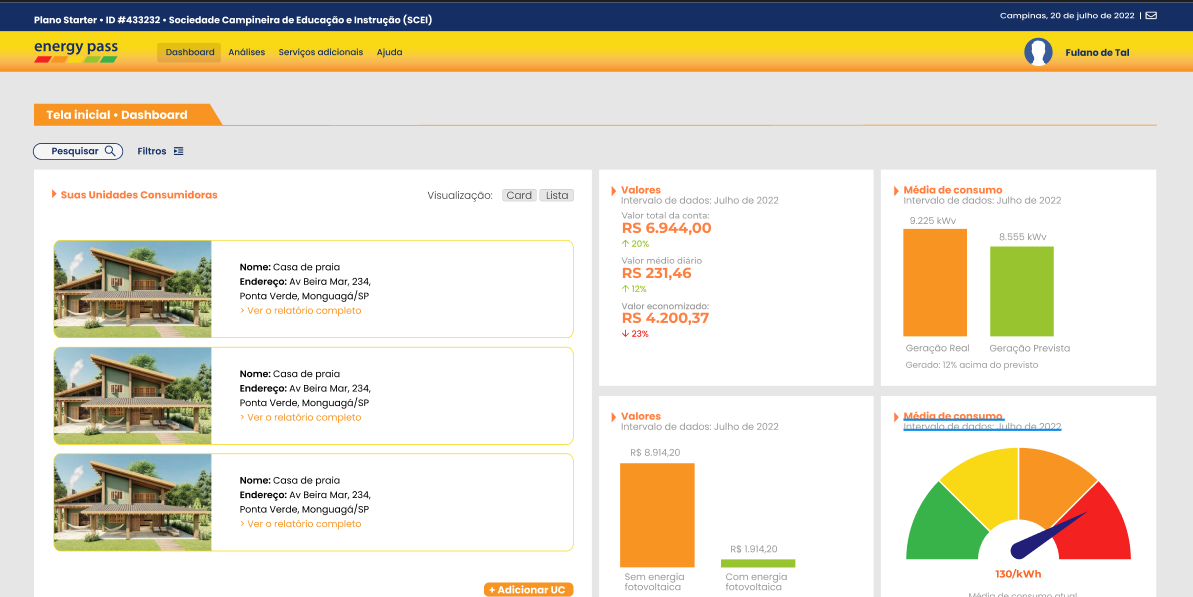 Plano Starter • ID #433232 • Sociedade Campineira de Educação e Instrução (SCEI)
Campinas, 20 de julho de 2022 |
energy pass
Dashboard Análises Serviços adicionais Ajuda
Fulano de Tal
Tela inicial • Dashboard
Pesquisar Filtros
Suas Unidades Consumidoras
Visualização: Card Lista
Nome: Casa de praia
Endereço: Av Beira Mar, 234,
Ponta Verde, Monguagá/SP
> Ver o relatório completo
Nome: Casa de praia
Endereço: Av Beira Mar, 234,
Ponta Verde, Monguagá/SP
> Ver o relatório completo
Nome: Casa de praia
Endereço: Av Beira Mar, 234,
Ponta Verde, Monguagá/SP
> Ver o relatório completo
+ Adicionar UC
Valores
Intervalo de dados: Julho de 2022
Valor total da conta:
RS 6.944,00
↑ 20%
Valor médio diário
RS 231,46
↑ 12%
Valor economizado:
RS 4.200,37
↓ 23%
Média de consumo
Intervalo de dados: Julho de 2022
9.225 kWv
8.555 kWv
Geração Real
Geração Prevista
Gerado: 12% acima do previsto
Valores
Intervalo de dados: Julho de 2022
R$ 8.914,20
R$ 1.914,20
Sem energia
fotovoltaica
Com energia
fotovoltaica
Média de consumo
Intervalo de dados: Julho de 2022
130/kWh
Média de consumo atual